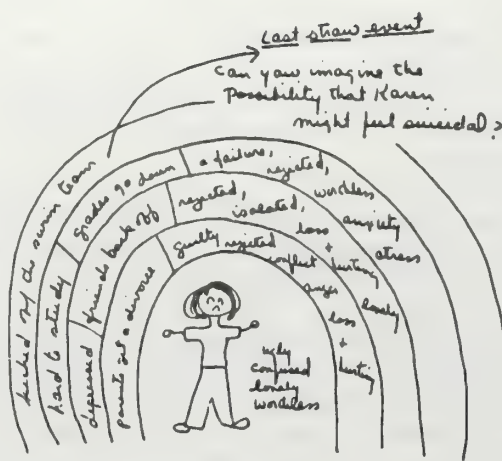 Last straw event
Can you imagine the
possibility that Karen
might feel suicidal?
kicked off the swim team
hard to study
grades go down
a failure, rejected, worthless
anxiety
stress
depressed
friends back off
rejected, isolated, loss + hurting
lonely
parents get a divorce
guilty rejected
conflict
anger
loss + hurting
ugly
confused
lonely
worthless